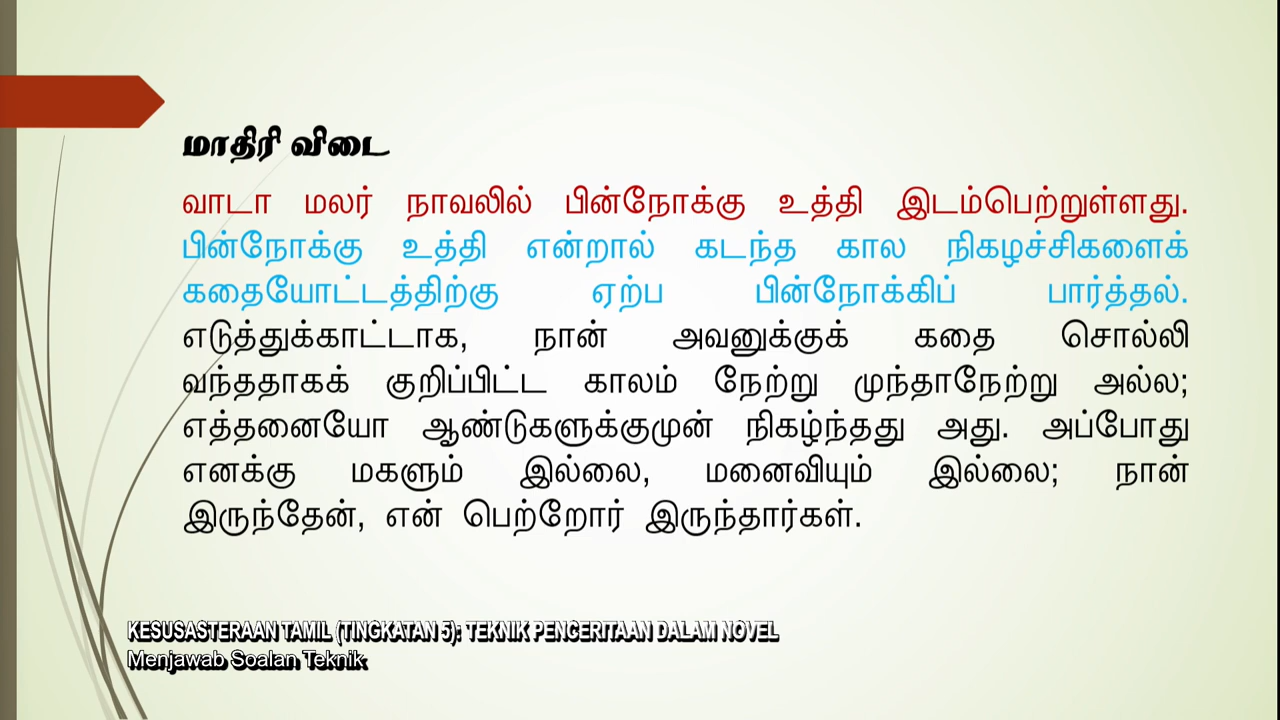 மாதிரி விடை
வாடா மலர் நாவலில் பின்நோக்கு உத்தி இடம்பெற்றுள்ளது.
பின்நோக்கு உத்தி என்றால் கடந்த கால நிகழச்சிகளைக்
கதையோட்டத்திற்கு ஏற்ப பின்நோக்கிப் பார்த்தல்.
எடுத்துக்காட்டாக, நான் அவனுக்குக் கதை சொல்லி
வந்ததாகக் குறிப்பிட்ட காலம் நேற்று முந்தாநேற்று அல்ல;
எத்தனையோ ஆண்டுகளுக்குமுன் நிகழ்ந்தது அது. அப்போது
எனக்கு மகளும் இல்லை, மனைவியும் இல்லை; நான்
இருந்தேன், என் பெற்றோர் இருந்தார்கள்.
KESUSASTERAAN TAMIL (TINGKATAN 5): TEKNIK PENCERITAAN DALAM NOVEL
Menjawab Soalan Teknik